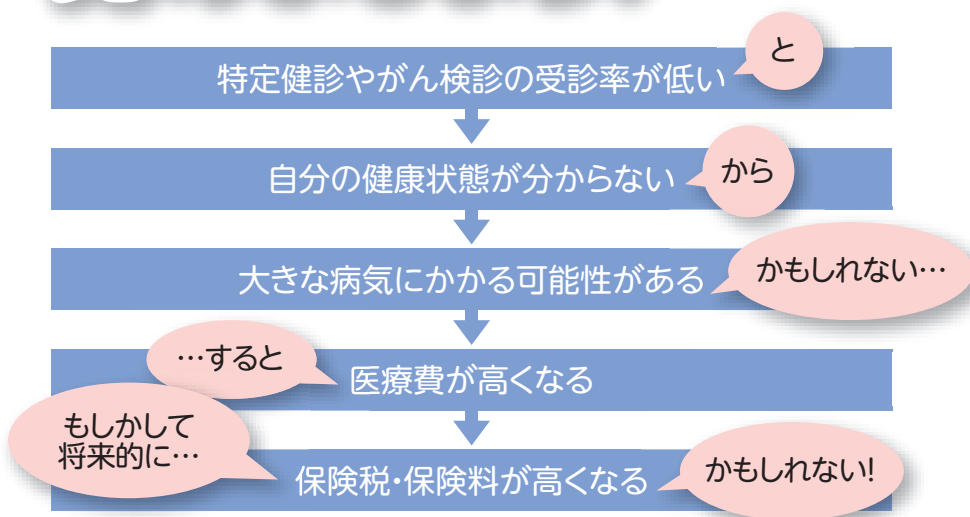 特定健診やがん検診の受診率が低い
と
自分の健康状態が分からない
から
大きな病気にかかる可能性がある
かもしれない…
…すると
医療費が高くなる
もしかして
将来的に…
保険税・保険料が高くなる
かもしれない!